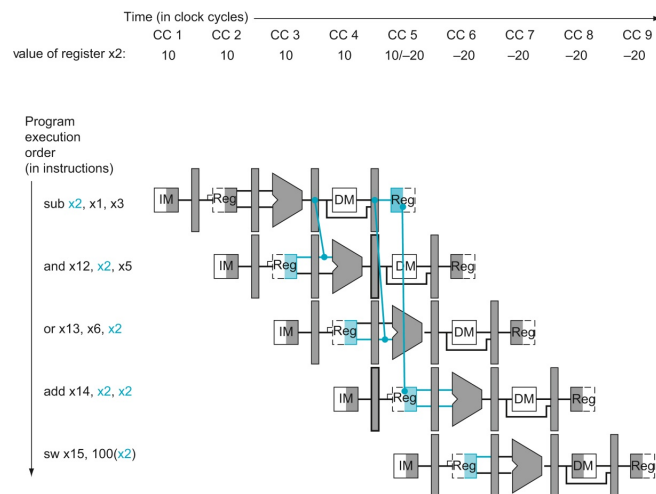 Time (in clock cycles)
CC 1 CC 2 CC 3 CC 4 CC 5 CC 6 CC 7 CC 8 CC 9
value of register x2: 10 10 10 10 10/–20 –20 –20 –20 –20
Program
execution
order
(in instructions)
sub x2, x1, x3
IM Reg DM Reg
and x12, x2, x5
IM Reg DM Reg
or x13, x6, x2
IM Reg DM Reg
add x14, x2, x2
IM Reg DM Reg
sw x15, 100(x2)
IM Reg DM Reg